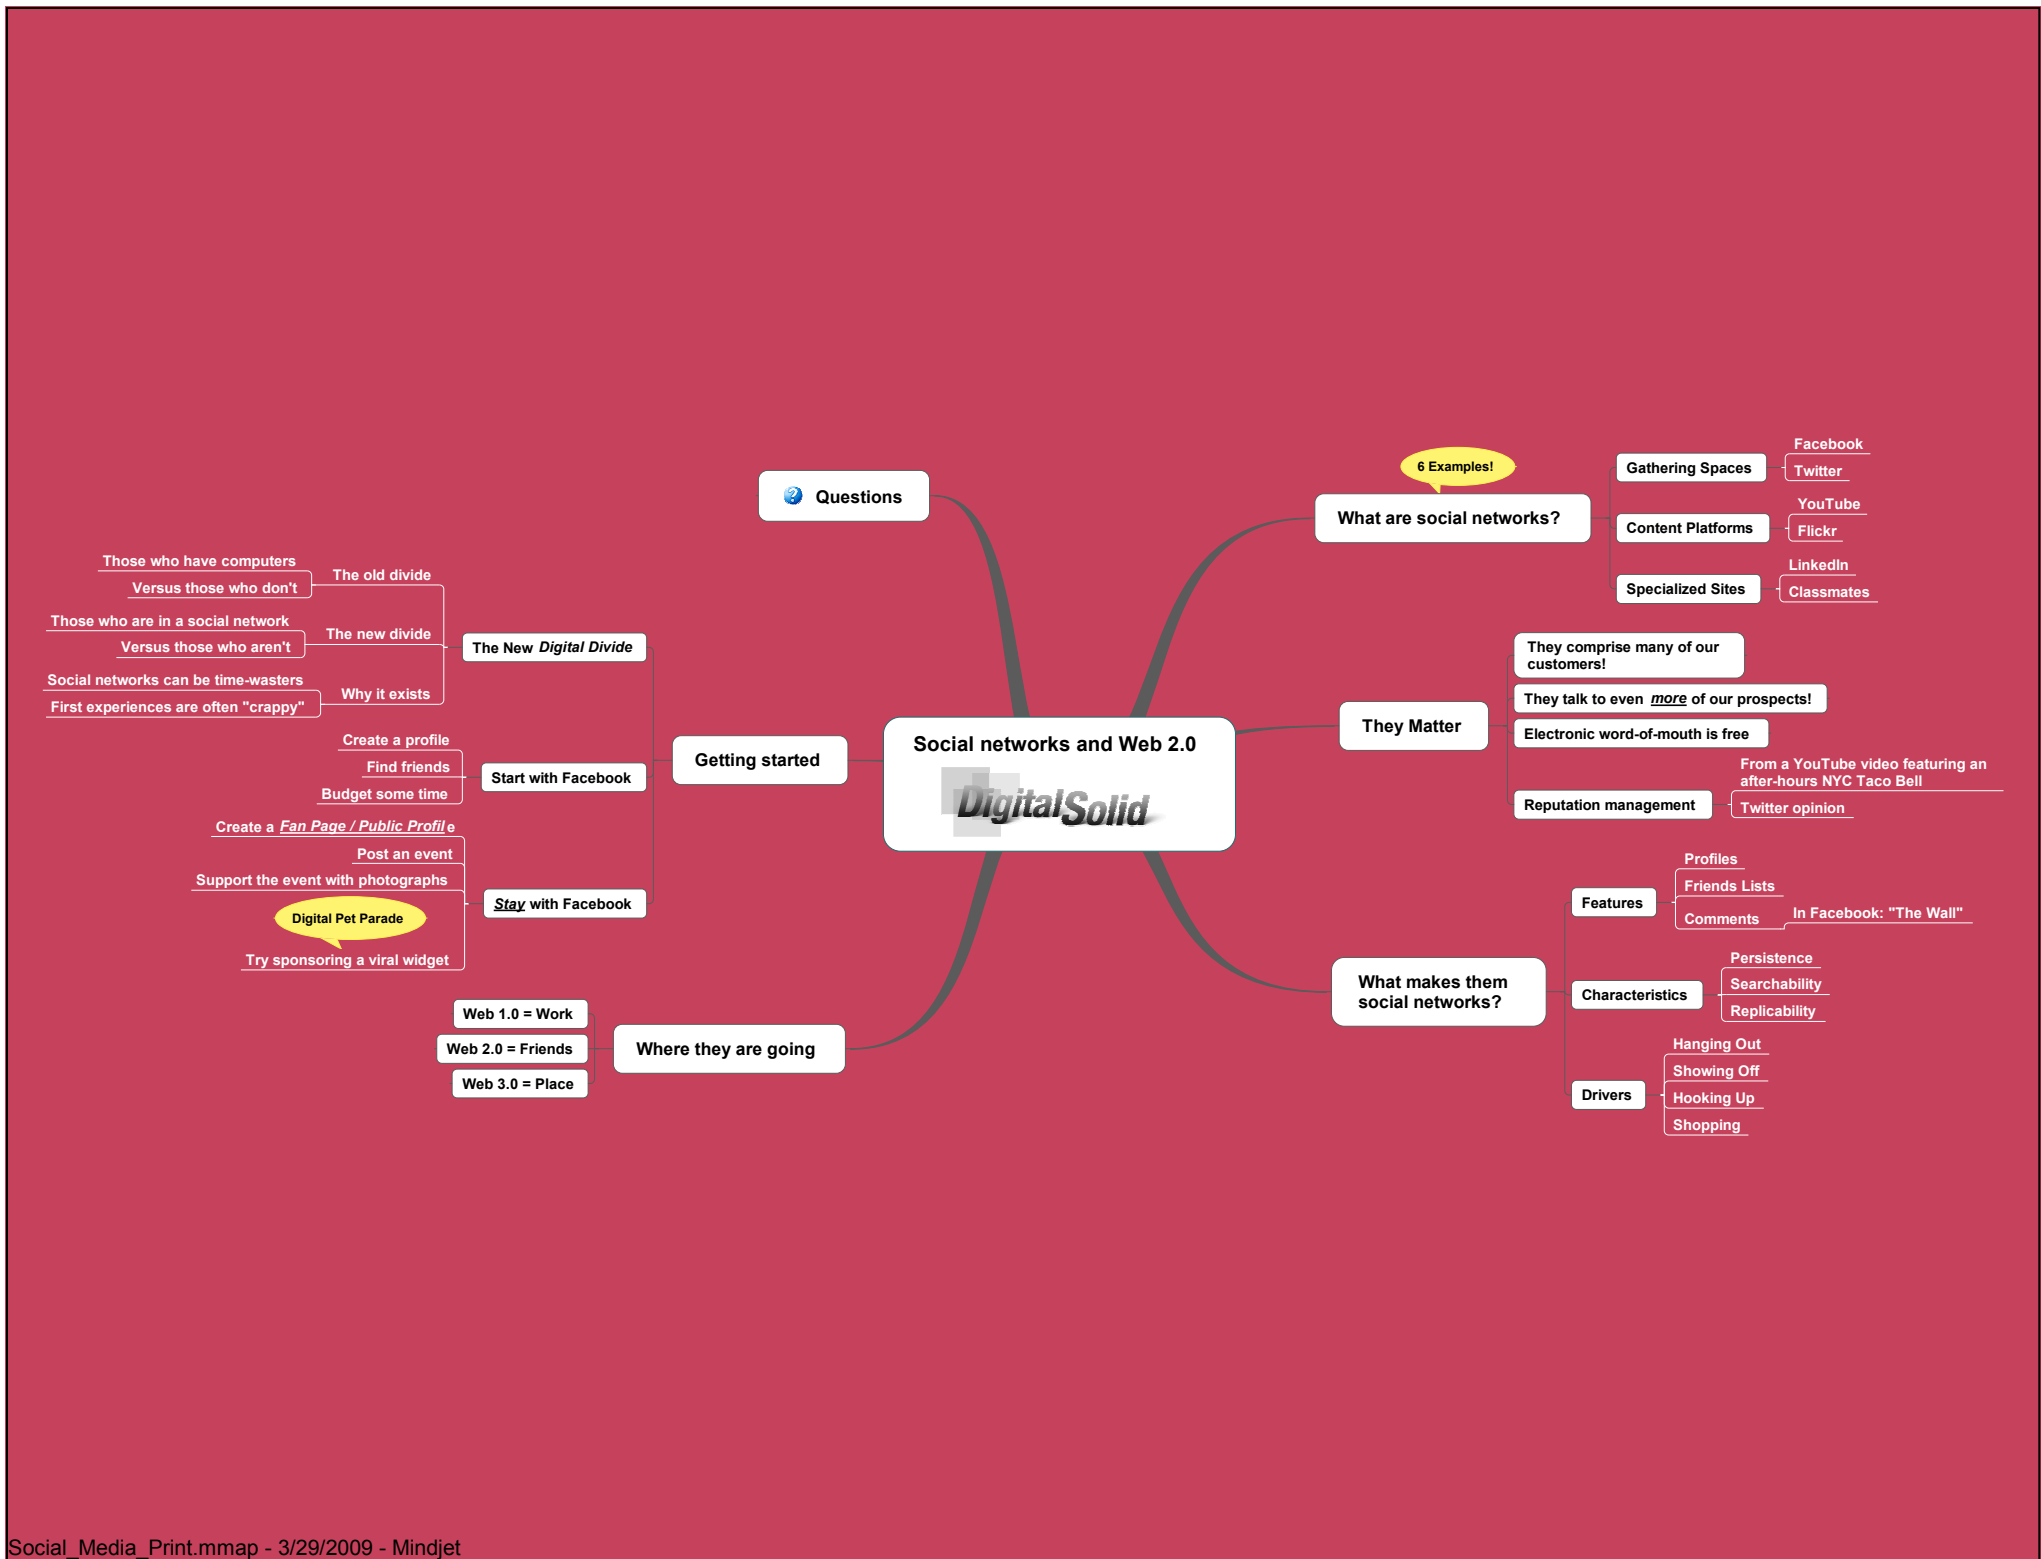 Social networks and Web 2.0
DigitalSolid
6 Examples!
What are social networks?
Gathering Spaces
Facebook
Twitter
Content Platforms
YouTube
Flickr
Specialized Sites
LinkedIn
Classmates
They Matter
They comprise many of our
customers!
They talk to even more of our prospects!
Electronic word-of-mouth is free
Reputation management
From a YouTube video featuring an
after-hours NYC Taco Bell
Twitter opinion
What makes them
social networks?
Features
Profiles
Friends Lists
Comments
In Facebook: "The Wall"
Characteristics
Persistence
Searchability
Replicability
Drivers
Hanging Out
Showing Off
Hooking Up
Shopping
Where they are going
Web 1.0 = Work
Web 2.0 = Friends
Web 3.0 = Place
Getting started
The New Digital Divide
The old divide
Those who have computers
Versus those who don't
The new divide
Those who are in a social network
Versus those who aren't
Why it exists
Social networks can be time-wasters
First experiences are often "crappy"
Start with Facebook
Create a profile
Find friends
Budget some time
Stay with Facebook
Create a Fan Page / Public Profile
Post an event
Support the event with photographs
Digital Pet Parade
Try sponsoring a viral widget
Questions
Social_Media_Print.mmap - 3/29/2009 - Mindjet